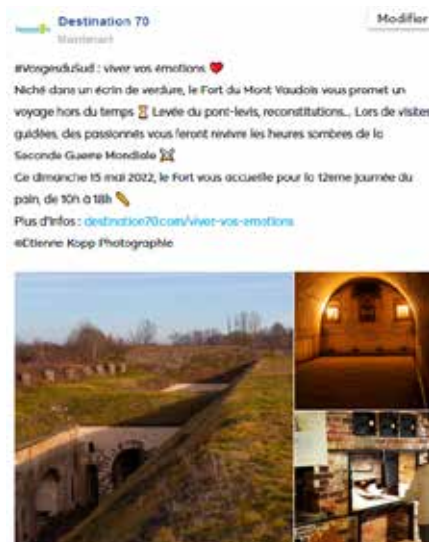 Destination 70
Modifier
Maintenant
#VosgesduSud : vivez vos émotions ❤️
Niché dans un écrin de verdure, le Fort du Mont Vaudois vous promet un
voyage hors du temps ⏳ Levée du pont-levis, reconstitutions... Lors de visites
guidées, des passionnés vous feront revivre les heures sombres de la
Seconde Guerre Mondiale ⚔️
Ce dimanche 15 mai 2022, le Fort vous accueille pour la 12ème journée du
pain, de 10h à 18h 🥖
Plus d'infos : destination70.com/vivez-vos-emotions
©Etienne Kopp Photographie